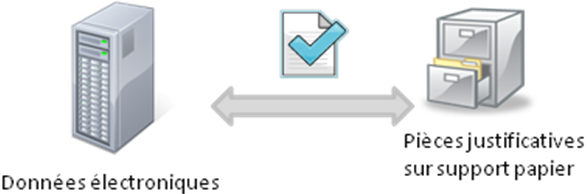 Données électroniques
Pièces justificatives
sur support papier